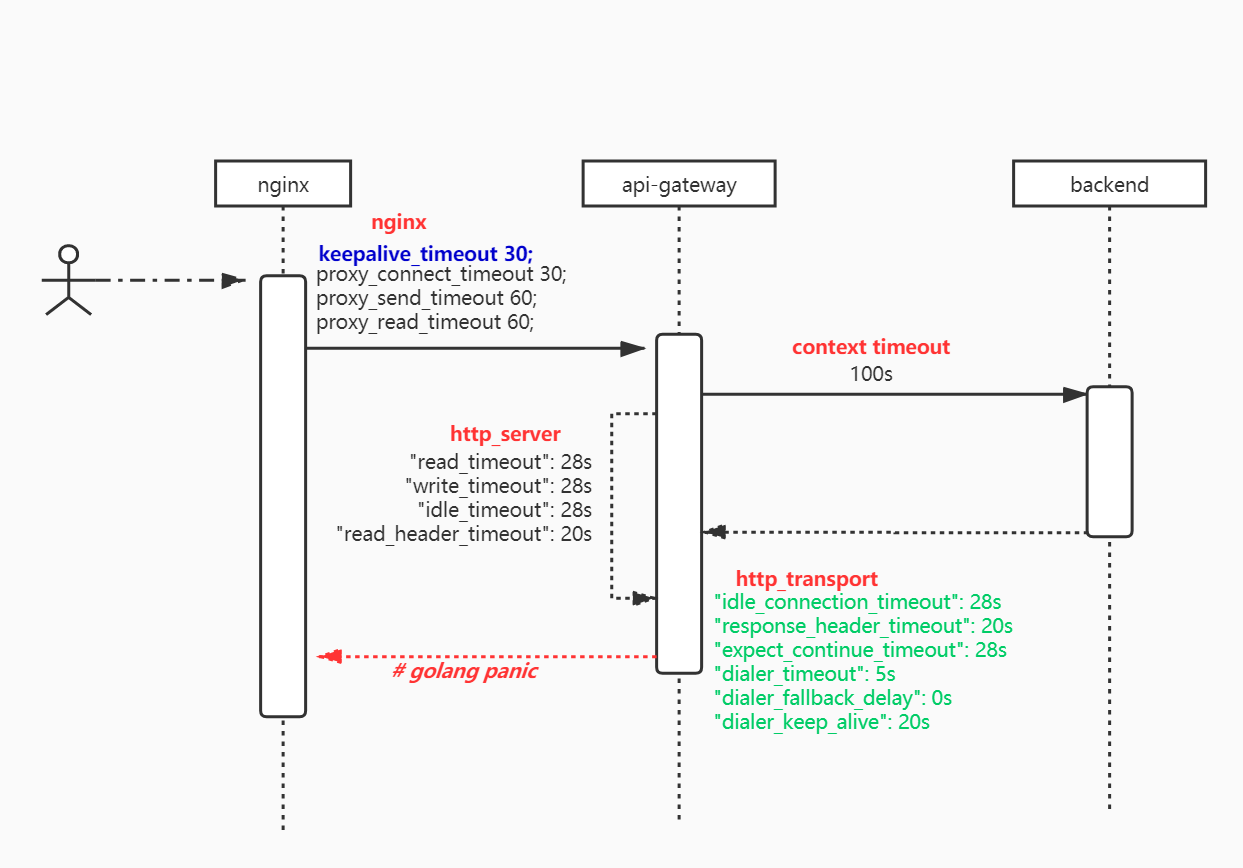 nginx
api-gateway
backend
nginx
keepalive_timeout 30;
proxy_connect_timeout 30;
proxy_send_timeout 60;
proxy_read_timeout 60;
context timeout
100s
http_server
"read_timeout": 28s
"write_timeout": 28s
"idle_timeout": 28s
"read_header_timeout": 20s
http_transport
"idle_connection_timeout": 28s
"response_header_timeout": 20s
"expect_continue_timeout": 28s
"dialer_timeout": 5s
"dialer_fallback_delay": 0s
"dialer_keep_alive": 20s
# golang panic